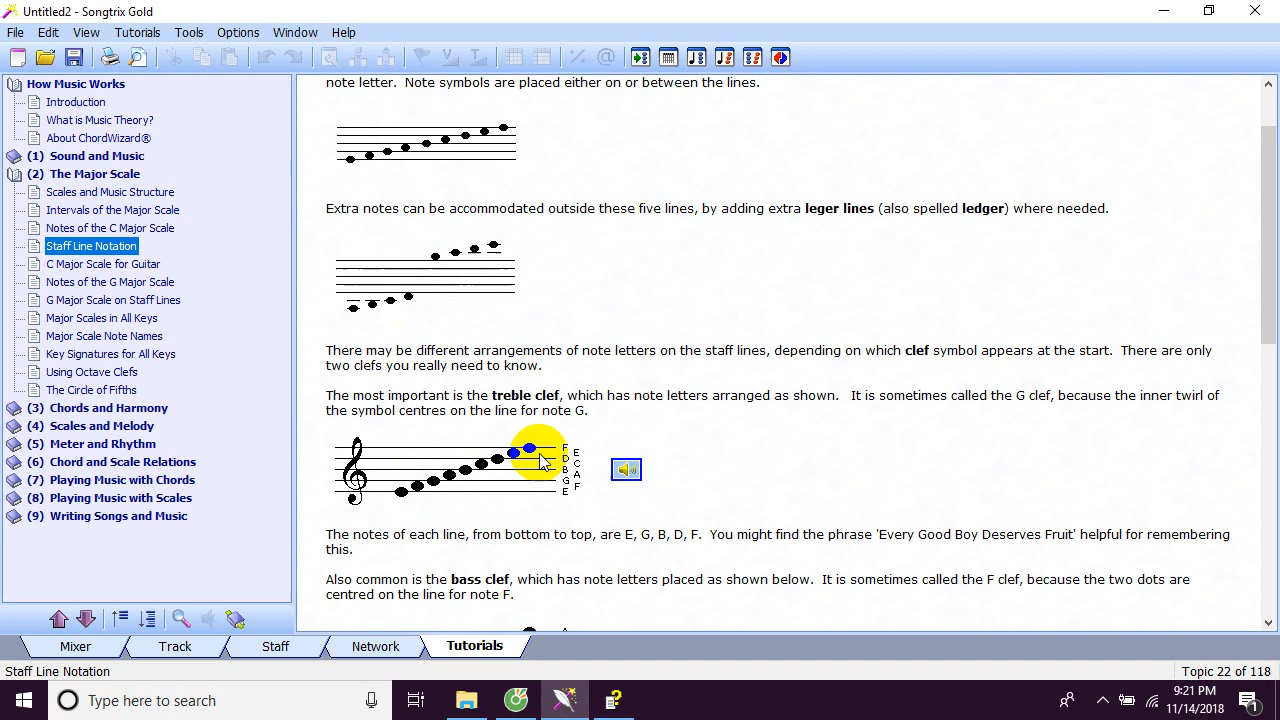 Untitled2 - Songtrix Gold
File Edit View Tutorials Tools Options Window Help
How Music Works
Introduction
What is Music Theory?
About ChordWizard®
(1) Sound and Music
(2) The Major Scale
Scales and Music Structure
Intervals of the Major Scale
Notes of the C Major Scale
Staff Line Notation
C Major Scale for Guitar
Notes of the G Major Scale
G Major Scale on Staff Lines
Major Scales in All Keys
Major Scale Note Names
Key Signatures for All Keys
Using Octave Clefs
The Circle of Fifths
(3) Chords and Harmony
(4) Scales and Melody
(5) Meter and Rhythm
(6) Chord and Scale Relations
(7) Playing Music with Chords
(8) Playing Music with Scales
(9) Writing Songs and Music
note letter. Note symbols are placed either on or between the lines.
Extra notes can be accommodated outside these five lines, by adding extra leger lines (also spelled ledger) where needed.
There may be different arrangements of note letters on the staff lines, depending on which clef symbol appears at the start. There are only
two clefs you really need to know.
The most important is the treble clef, which has note letters arranged as shown. It is sometimes called the G clef, because the inner twirl of
the symbol centres on the line for note G.
F
E
D
C
B
A
G
F
E
The notes of each line, from bottom to top, are E, G, B, D, F. You might find the phrase 'Every Good Boy Deserves Fruit' helpful for remembering
this.
Also common is the bass clef, which has note letters placed as shown below. It is sometimes called the F clef, because the two dots are
centred on the line for note F.
Mixer Track Staff Network Tutorials
Staff Line Notation
Topic 22 of 118
Type here to search
9:21 PM
11/14/2018
1